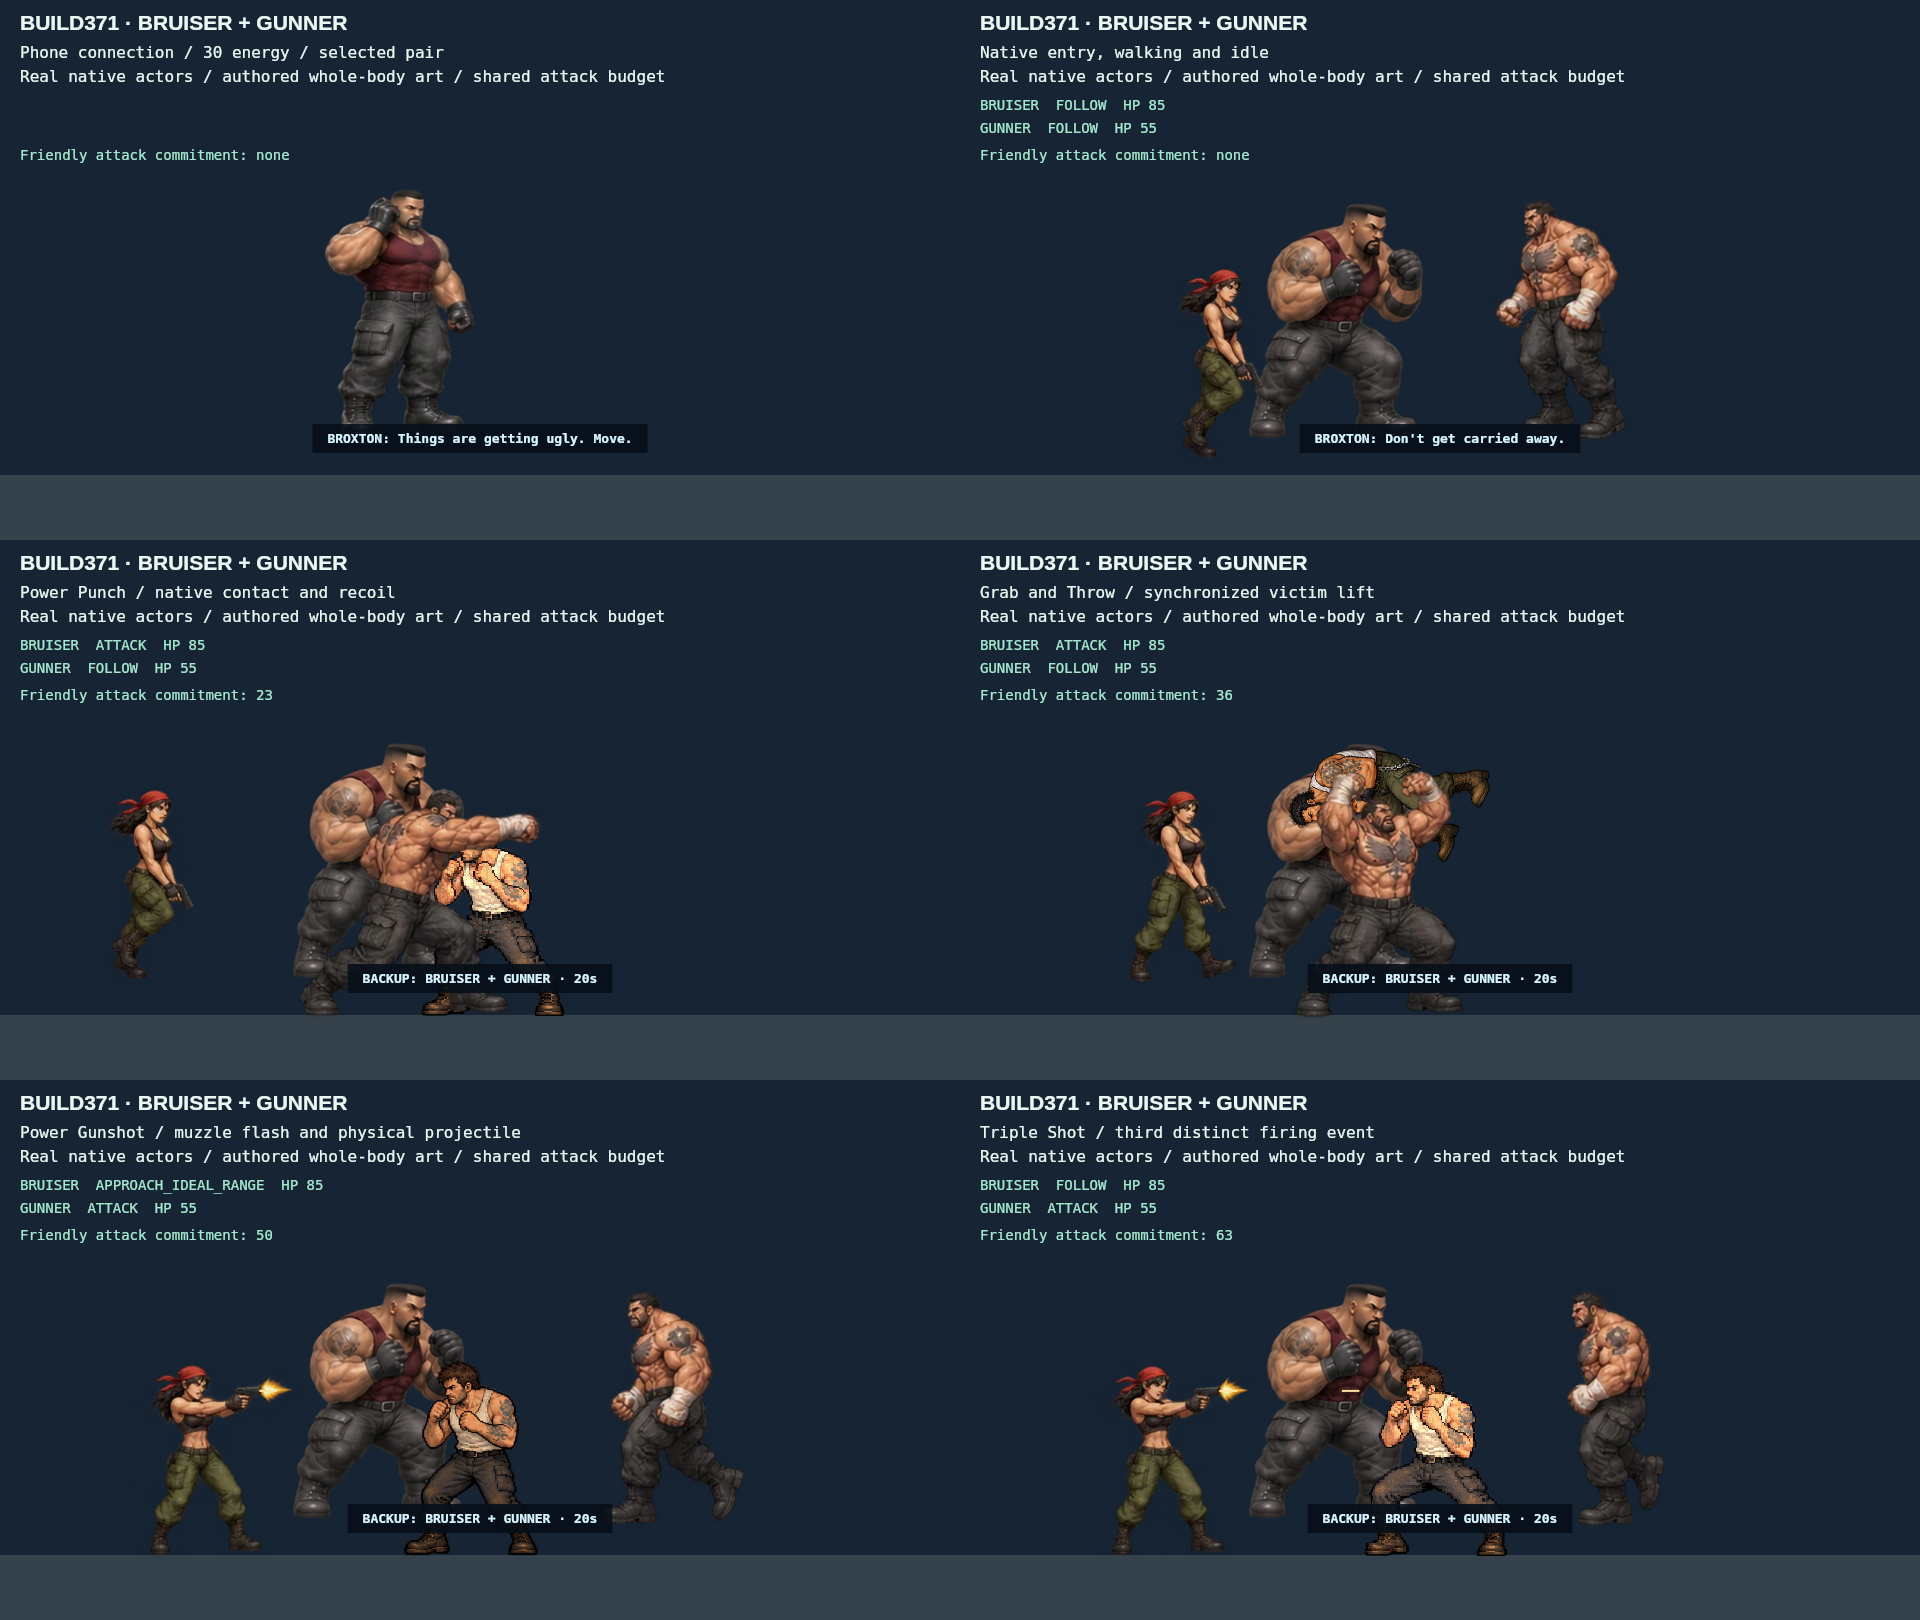 BUILD371 · BRUISER + GUNNER
Phone connection / 30 energy / selected pair
Real native actors / authored whole-body art / shared attack budget
Friendly attack commitment: none
BROXTON: Things are getting ugly. Move.
BUILD371 · BRUISER + GUNNER
Native entry, walking and idle
Real native actors / authored whole-body art / shared attack budget
BRUISER FOLLOW HP 85
GUNNER FOLLOW HP 55
Friendly attack commitment: none
BROXTON: Don't get carried away.
BUILD371 · BRUISER + GUNNER
Power Punch / native contact and recoil
Real native actors / authored whole-body art / shared attack budget
BRUISER ATTACK HP 85
GUNNER FOLLOW HP 55
Friendly attack commitment: 23
BACKUP: BRUISER + GUNNER · 20s
BUILD371 · BRUISER + GUNNER
Grab and Throw / synchronized victim lift
Real native actors / authored whole-body art / shared attack budget
BRUISER ATTACK HP 85
GUNNER FOLLOW HP 55
Friendly attack commitment: 36
BACKUP: BRUISER + GUNNER · 20s
BUILD371 · BRUISER + GUNNER
Power Gunshot / muzzle flash and physical projectile
Real native actors / authored whole-body art / shared attack budget
BRUISER APPROACH_IDEAL_RANGE HP 85
GUNNER ATTACK HP 55
Friendly attack commitment: 50
BACKUP: BRUISER + GUNNER · 20s
BUILD371 · BRUISER + GUNNER
Triple Shot / third distinct firing event
Real native actors / authored whole-body art / shared attack budget
BRUISER FOLLOW HP 85
GUNNER ATTACK HP 55
Friendly attack commitment: 63
BACKUP: BRUISER + GUNNER · 20s